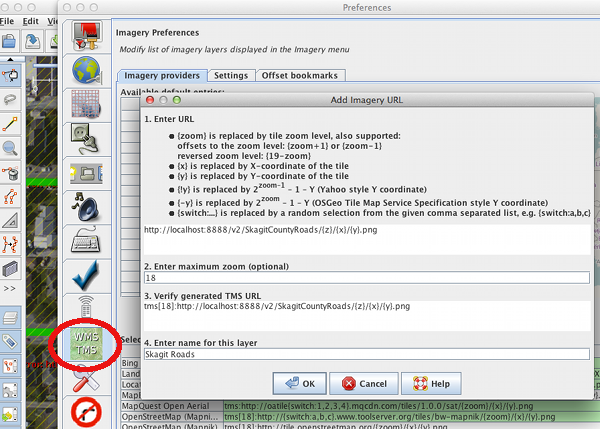 Preferences
File Edit View
Imagery Preferences
Modify list of imagery layers displayed in the Imagery menu
Imagery providers Settings Offset bookmarks
Available default entries:
Add Imagery URL
1. Enter URL
{zoom} is replaced by tile zoom level, also supported:
offsets to the zoom level: {zoom+1} or {zoom-1}
reversed zoom level: {19-zoom}
{x} is replaced by X-coordinate of the tile
{y} is replaced by Y-coordinate of the tile
{!y} is replaced by 2^zoom-1 - 1 - Y (Yahoo style Y coordinate)
{-y} is replaced by 2^zoom - 1 - Y (OSGeo Tile Map Service Specification style Y coordinate)
{switch:...} is replaced by a random selection from the given comma separated list, e.g. {switch:a,b,c}
http://localhost:8888/v2/SkagitCountyRoads/{z}/{x}/{y}.png
2. Enter maximum zoom (optional)
18
3. Verify generated TMS URL
tms[18]:http://localhost:8888/v2/SkagitCountyRoads/{z}/{x}/{y}.png
4. Enter name for this layer
Skagit Roads
OK Cancel Help
>>
WMS
TMS
Selec
Bing
Land
Locat
MapB
MapQuest Open Aerial tms:http://oatile{switch:1,2,3,4}.mqcdn.com/tiles/1.0.0/sat/{zoom}/{x}/{y}.png
OpenStreetMap (Mapni... tms[18]:http://{switch:a,b,c}.www.toolserver.org/tiles/bw-mapnik/{zoom}/{x}/{y}.png
OpenStreetMap (Mapnik) tms:http://tile.openstreetmap.org/{zoom}/{x}/{y}.png